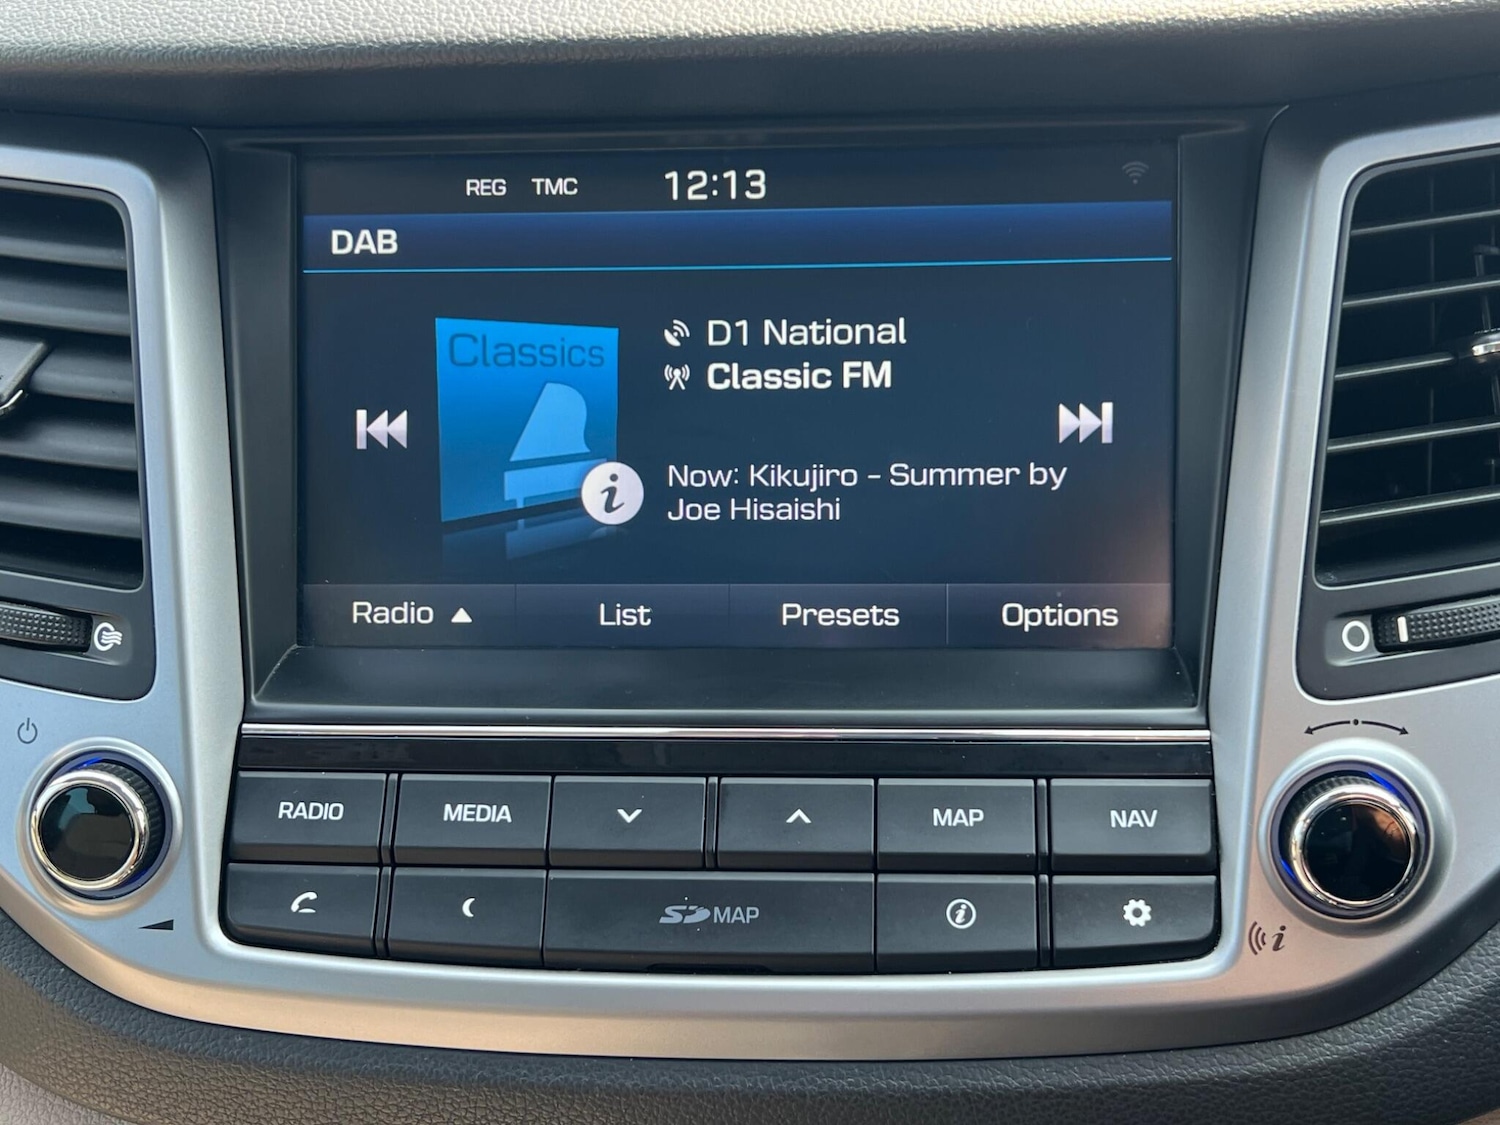 REG TMC 12:13
DAB
Classics
D1 National
Classic FM
Now: Kikujiro - Summer by
Joe Hisaishi
Radio ▲ List Presets Options
RADIO MEDIA MAP NAV
SD MAP i
i